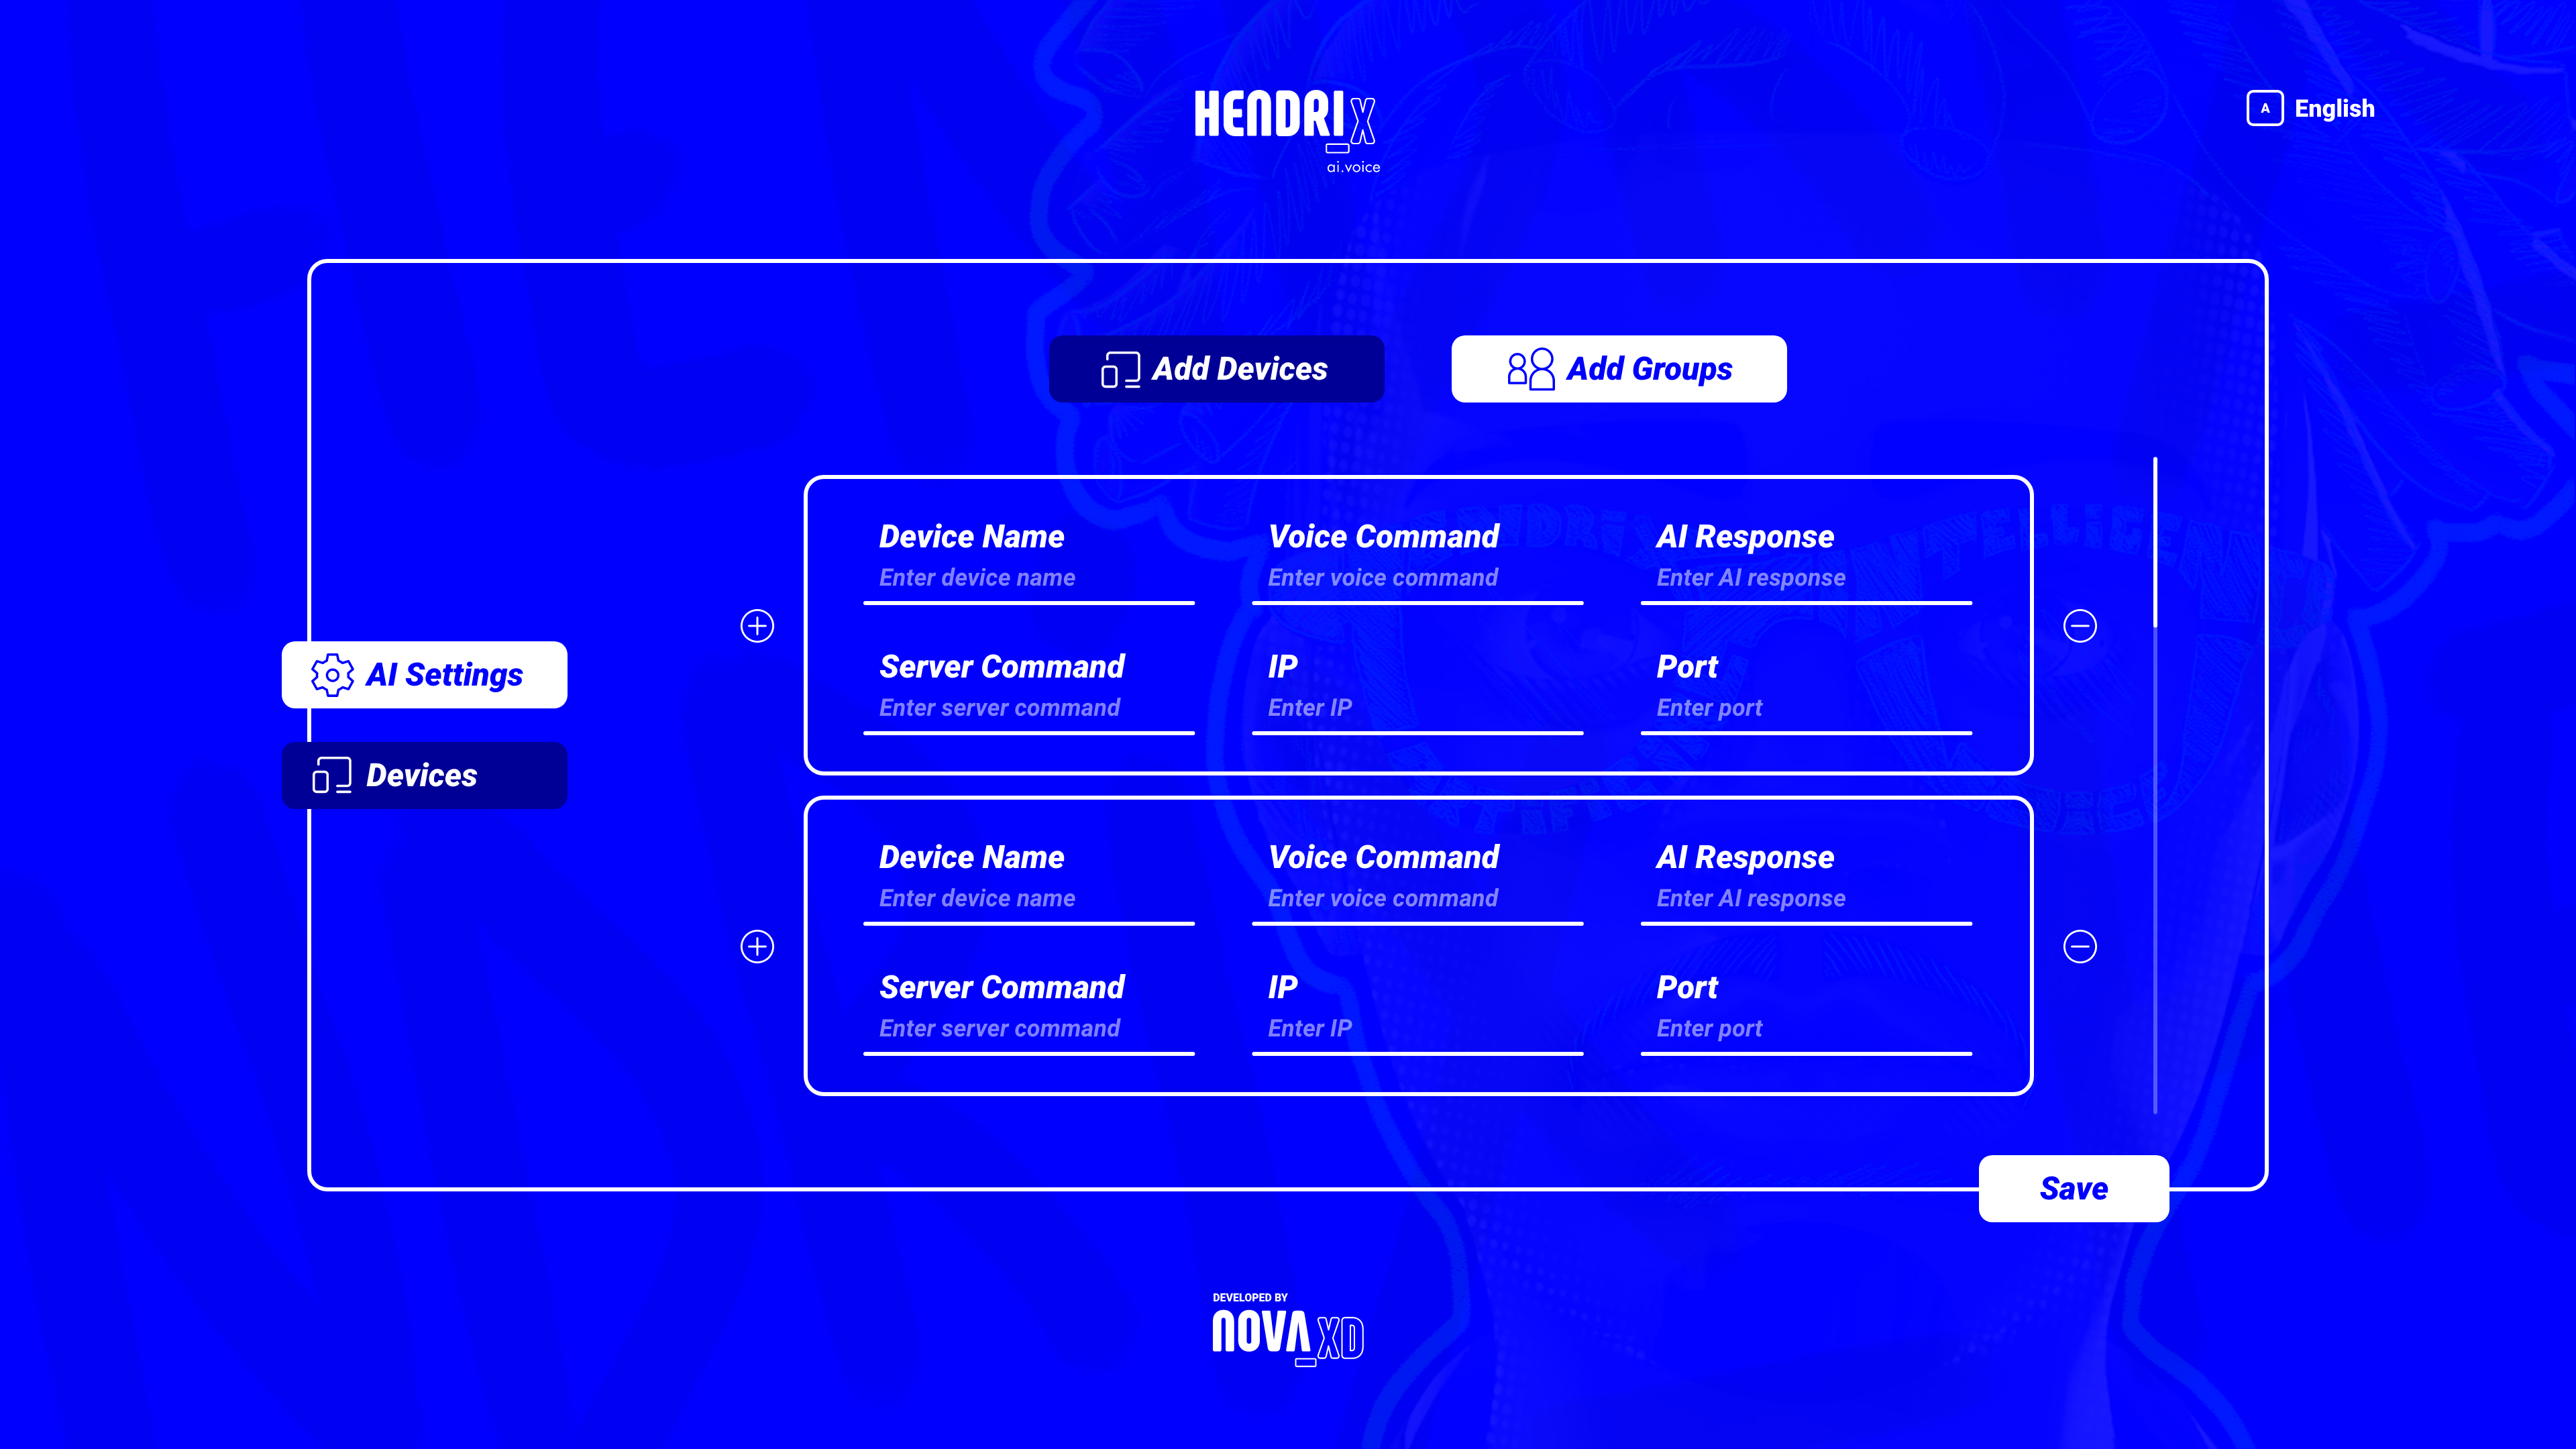 HENDRI_X
ai.voice
A English
Add Devices
Add Groups
Device Name
Voice Command
AI Response
Enter device name
Enter voice command
Enter AI response
Server Command
IP
Port
Enter server command
Enter IP
Enter port
AI Settings
Devices
Device Name
Voice Command
AI Response
Enter device name
Enter voice command
Enter AI response
Server Command
IP
Port
Enter server command
Enter IP
Enter port
Save
DEVELOPED BY
NOVA_XD